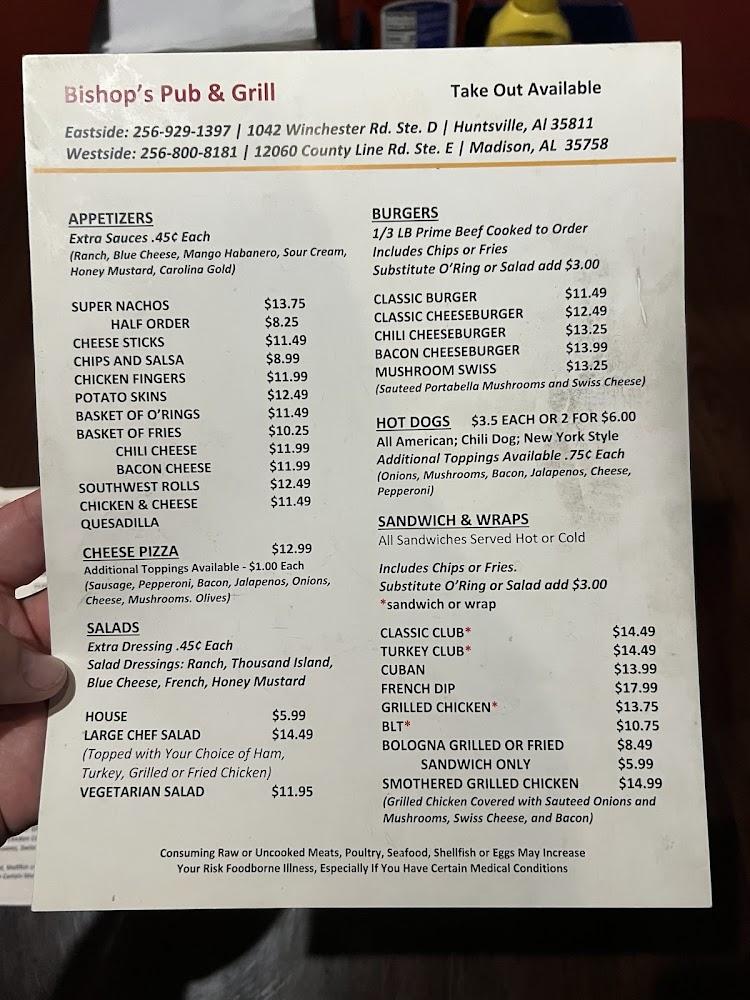 Bishop's Pub & Grill
Take Out Available
Eastside: 256-929-1397 | 1042 Winchester Rd. Ste. D | Huntsville, Al 35811
Westside: 256-800-8181 | 12060 County Line Rd. Ste. E | Madison, AL 35758
APPETIZERS
Extra Sauces .45¢ Each
(Ranch, Blue Cheese, Mango Habanero, Sour Cream,
Honey Mustard, Carolina Gold)
SUPER NACHOS $13.75
HALF ORDER $8.25
CHEESE STICKS $11.49
CHIPS AND SALSA $8.99
CHICKEN FINGERS $11.99
POTATO SKINS $12.49
BASKET OF O'RINGS $11.49
BASKET OF FRIES $10.25
CHILI CHEESE $11.99
BACON CHEESE $11.99
SOUTHWEST ROLLS $12.49
CHICKEN & CHEESE $11.49
QUESADILLA
CHEESE PIZZA $12.99
Additional Toppings Available - $1.00 Each
(Sausage, Pepperoni, Bacon, Jalapenos, Onions,
Cheese, Mushrooms. Olives)
SALADS
Extra Dressing .45¢ Each
Salad Dressings: Ranch, Thousand Island,
Blue Cheese, French, Honey Mustard
HOUSE $5.99
LARGE CHEF SALAD $14.49
(Topped with Your Choice of Ham,
Turkey, Grilled or Fried Chicken)
VEGETARIAN SALAD $11.95
BURGERS
1/3 LB Prime Beef Cooked to Order
Includes Chips or Fries
Substitute O'Ring or Salad add $3.00
CLASSIC BURGER $11.49
CLASSIC CHEESEBURGER $12.49
CHILI CHEESEBURGER $13.25
BACON CHEESEBURGER $13.99
MUSHROOM SWISS $13.25
(Sauteed Portabella Mushrooms and Swiss Cheese)
HOT DOGS $3.5 EACH OR 2 FOR $6.00
All American; Chili Dog; New York Style
Additional Toppings Available .75¢ Each
(Onions, Mushrooms, Bacon, Jalapenos, Cheese,
Pepperoni)
SANDWICH & WRAPS
All Sandwiches Served Hot or Cold
Includes Chips or Fries.
Substitute O'Ring or Salad add $3.00
*sandwich or wrap
CLASSIC CLUB* $14.49
TURKEY CLUB* $14.49
CUBAN $13.99
FRENCH DIP $17.99
GRILLED CHICKEN* $13.75
BLT* $10.75
BOLOGNA GRILLED OR FRIED $8.49
SANDWICH ONLY $5.99
SMOTHERED GRILLED CHICKEN $14.99
(Grilled Chicken Covered with Sauteed Onions and
Mushrooms, Swiss Cheese, and Bacon)
Consuming Raw or Uncooked Meats, Poultry, Seafood, Shellfish or Eggs May Increase
Your Risk Foodborne Illness, Especially If You Have Certain Medical Conditions